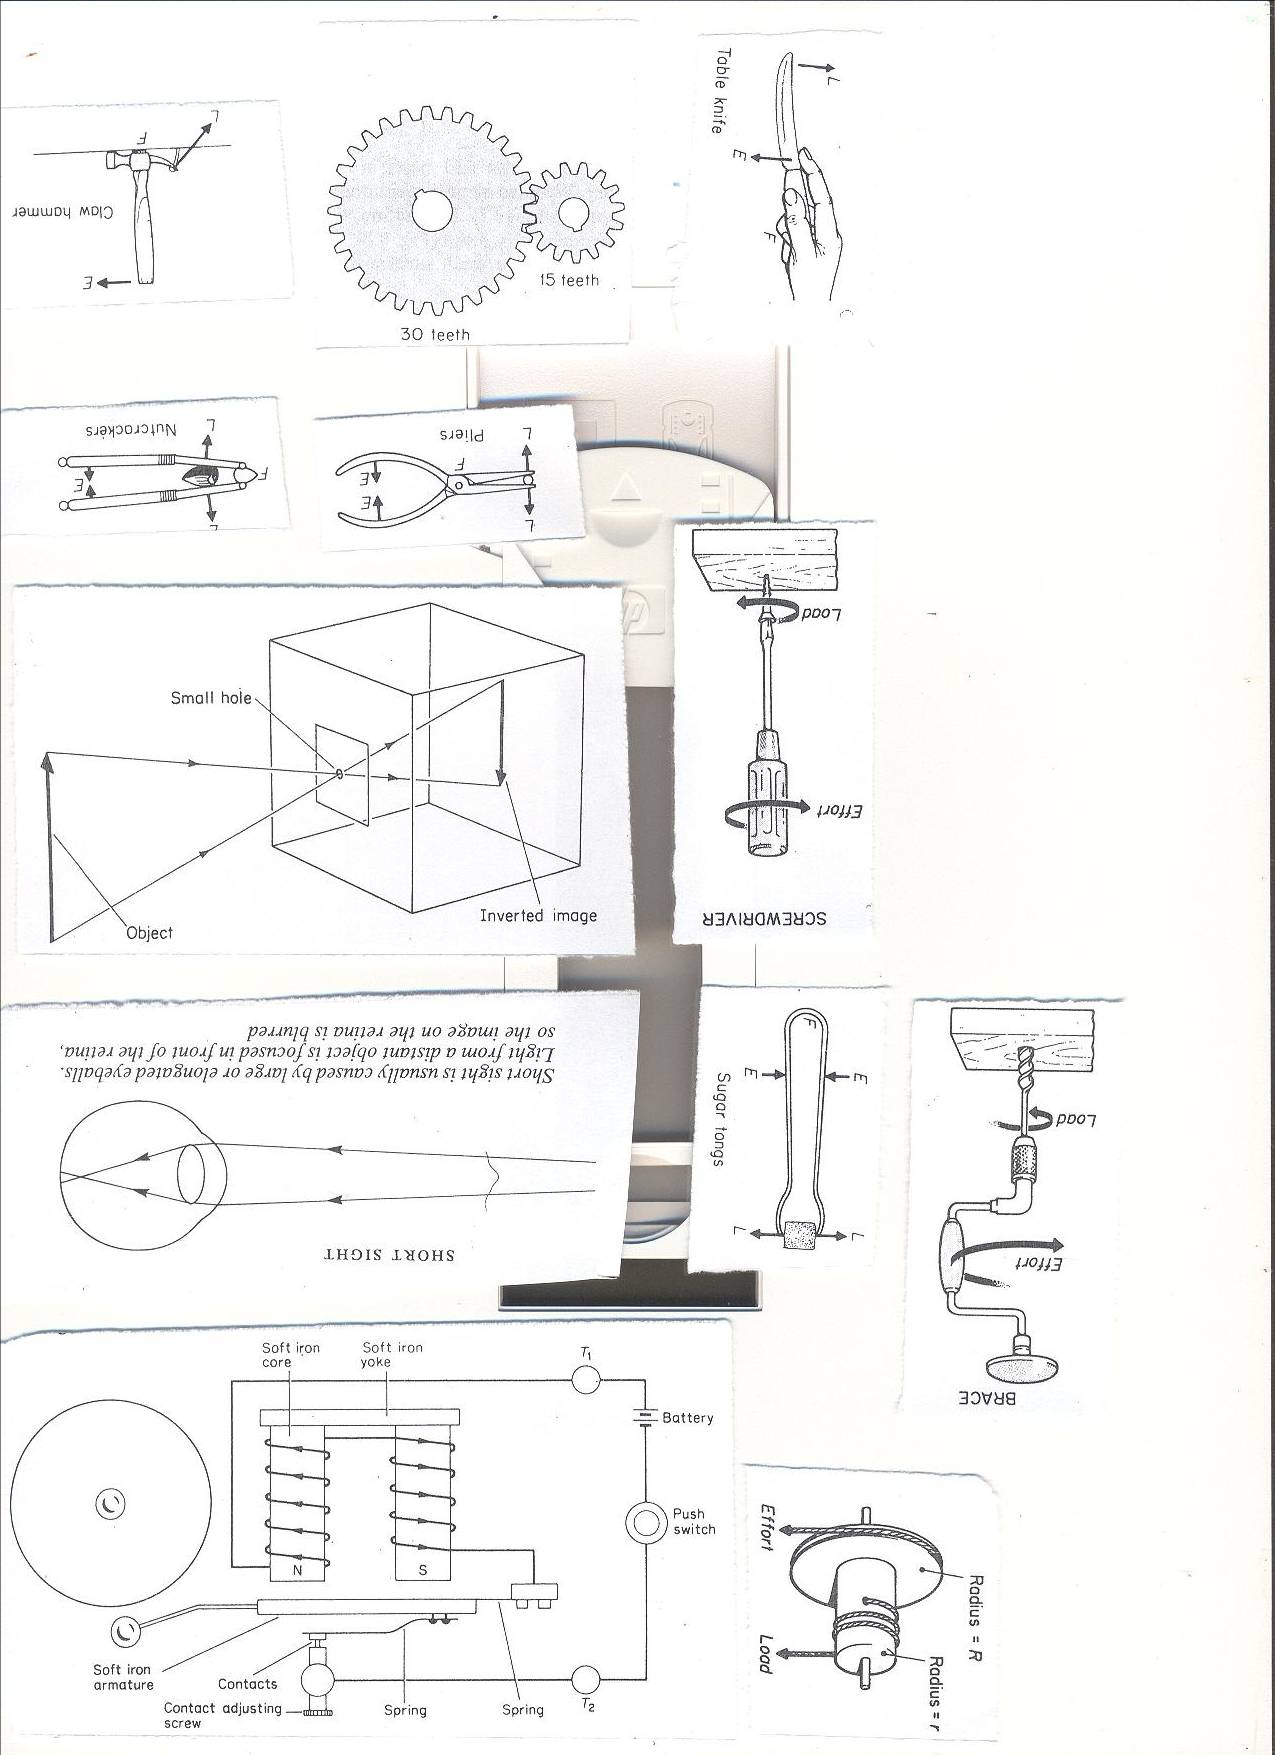 L
Table knife
E
F
F
L
Claw hammer
E
15 teeth
30 teeth
Nutcrackers
L
F
E
L
Pliers
L
F
E
E
L
hp
Load
Effort
SCREWDRIVER
Small hole
Object
Inverted image
SHORT SIGHT
Short sight is usually caused by large or elongated eyeballs.
Light from a distant object is focused in front of the retina,
so the image on the retina is blurred
F
E
E
Sugar tongs
L
L
Load
Effort
BRACE
Soft iron
core
Soft iron
yoke
T1
Battery
Push
switch
N
S
Soft iron
armature
Contacts
Contact adjusting
screw
Spring
Spring
T2
Effort
Load
Radius = R
Radius = r